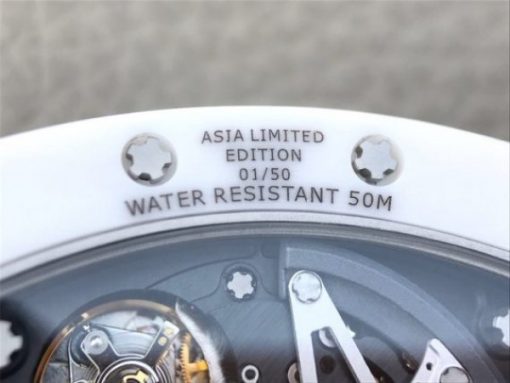 ASIA LIMITED
EDITION
01/50
WATER RESISTANT 50M